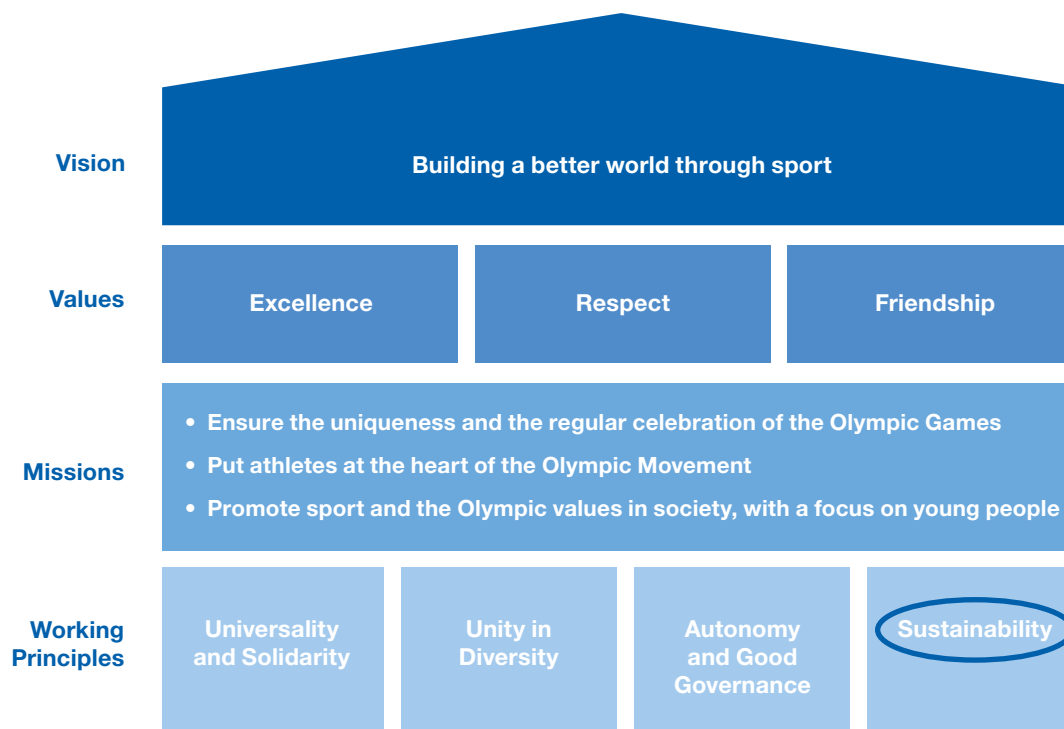 Vision
Building a better world through sport
Values
Excellence
Respect
Friendship
Missions
• Ensure the uniqueness and the regular celebration of the Olympic Games
• Put athletes at the heart of the Olympic Movement
• Promote sport and the Olympic values in society, with a focus on young people
Working
Principles
Universality
and Solidarity
Unity in
Diversity
Autonomy
and Good
Governance
Sustainability